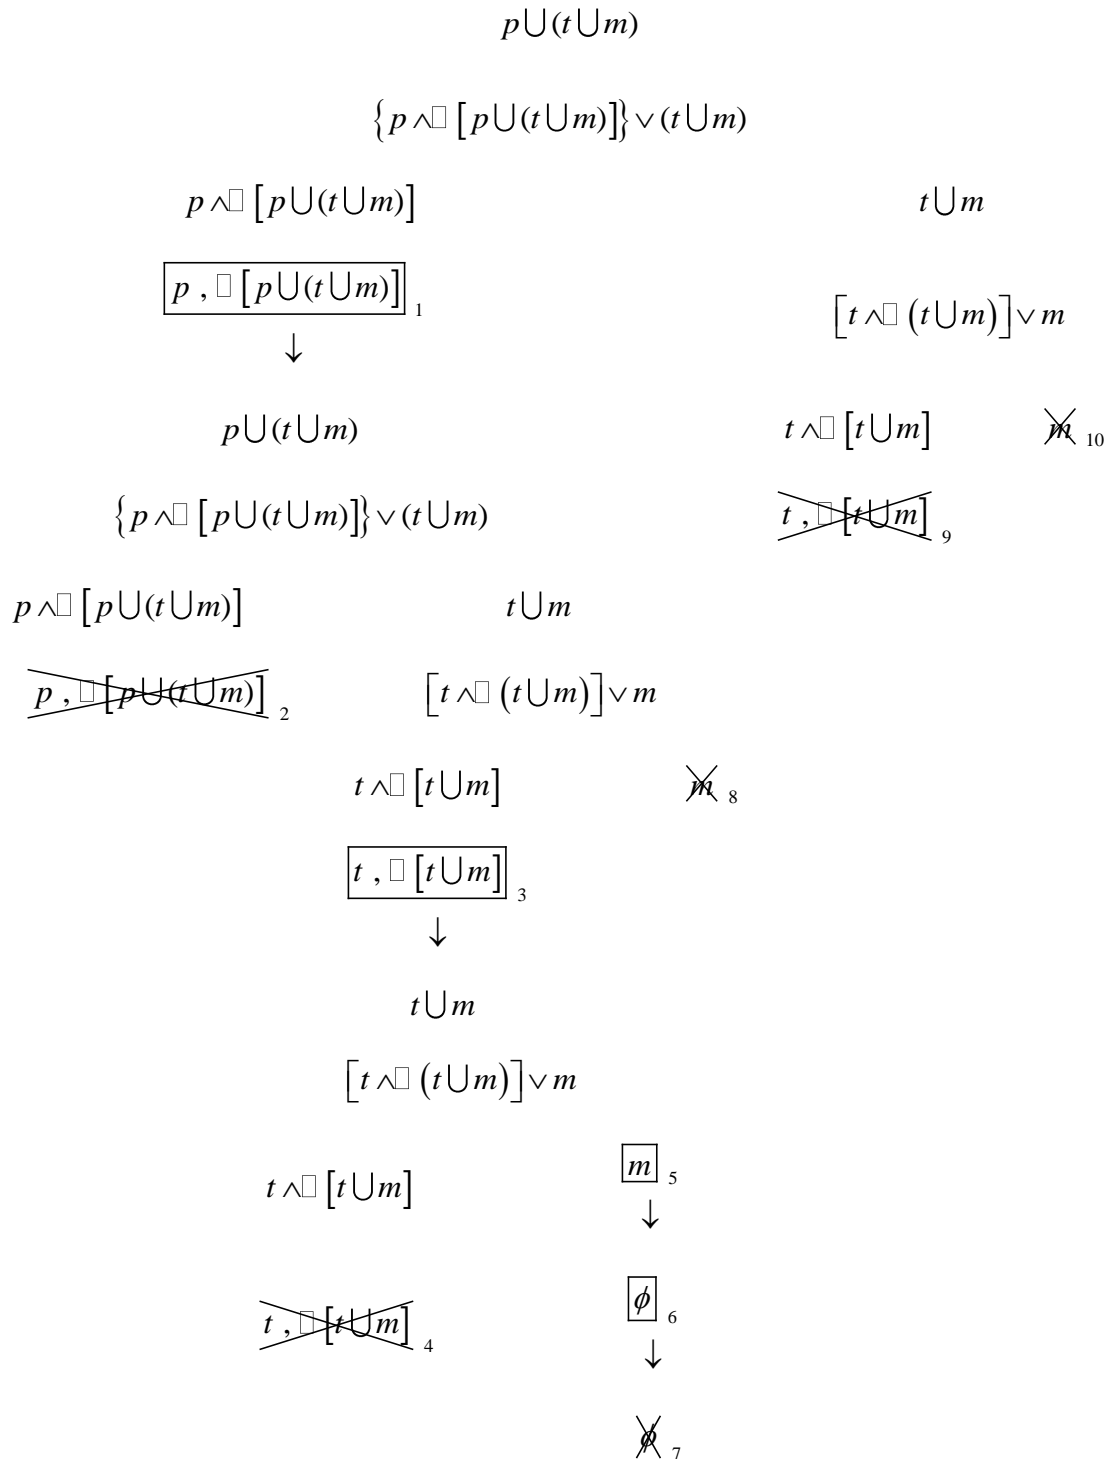 p⋃(t⋃m)
{p∧□[p⋃(t⋃m)]}∨(t⋃m)
p∧□[p⋃(t⋃m)] t⋃m
p , □[p⋃(t⋃m)] 1
[t∧□(t⋃m)]∨m
↓
p⋃(t⋃m) t∧□[t⋃m] m 10
{p∧□[p⋃(t⋃m)]}∨(t⋃m) t , □[t⋃m] 9
p∧□[p⋃(t⋃m)] t⋃m
p , □[p⋃(t⋃m)] 2 [t∧□(t⋃m)]∨m
t∧□[t⋃m] m 8
t , □[t⋃m] 3
↓
t⋃m
[t∧□(t⋃m)]∨m
m 5
t∧□[t⋃m]
↓
ϕ 6
t , □[t⋃m] 4
↓
ϕ 7